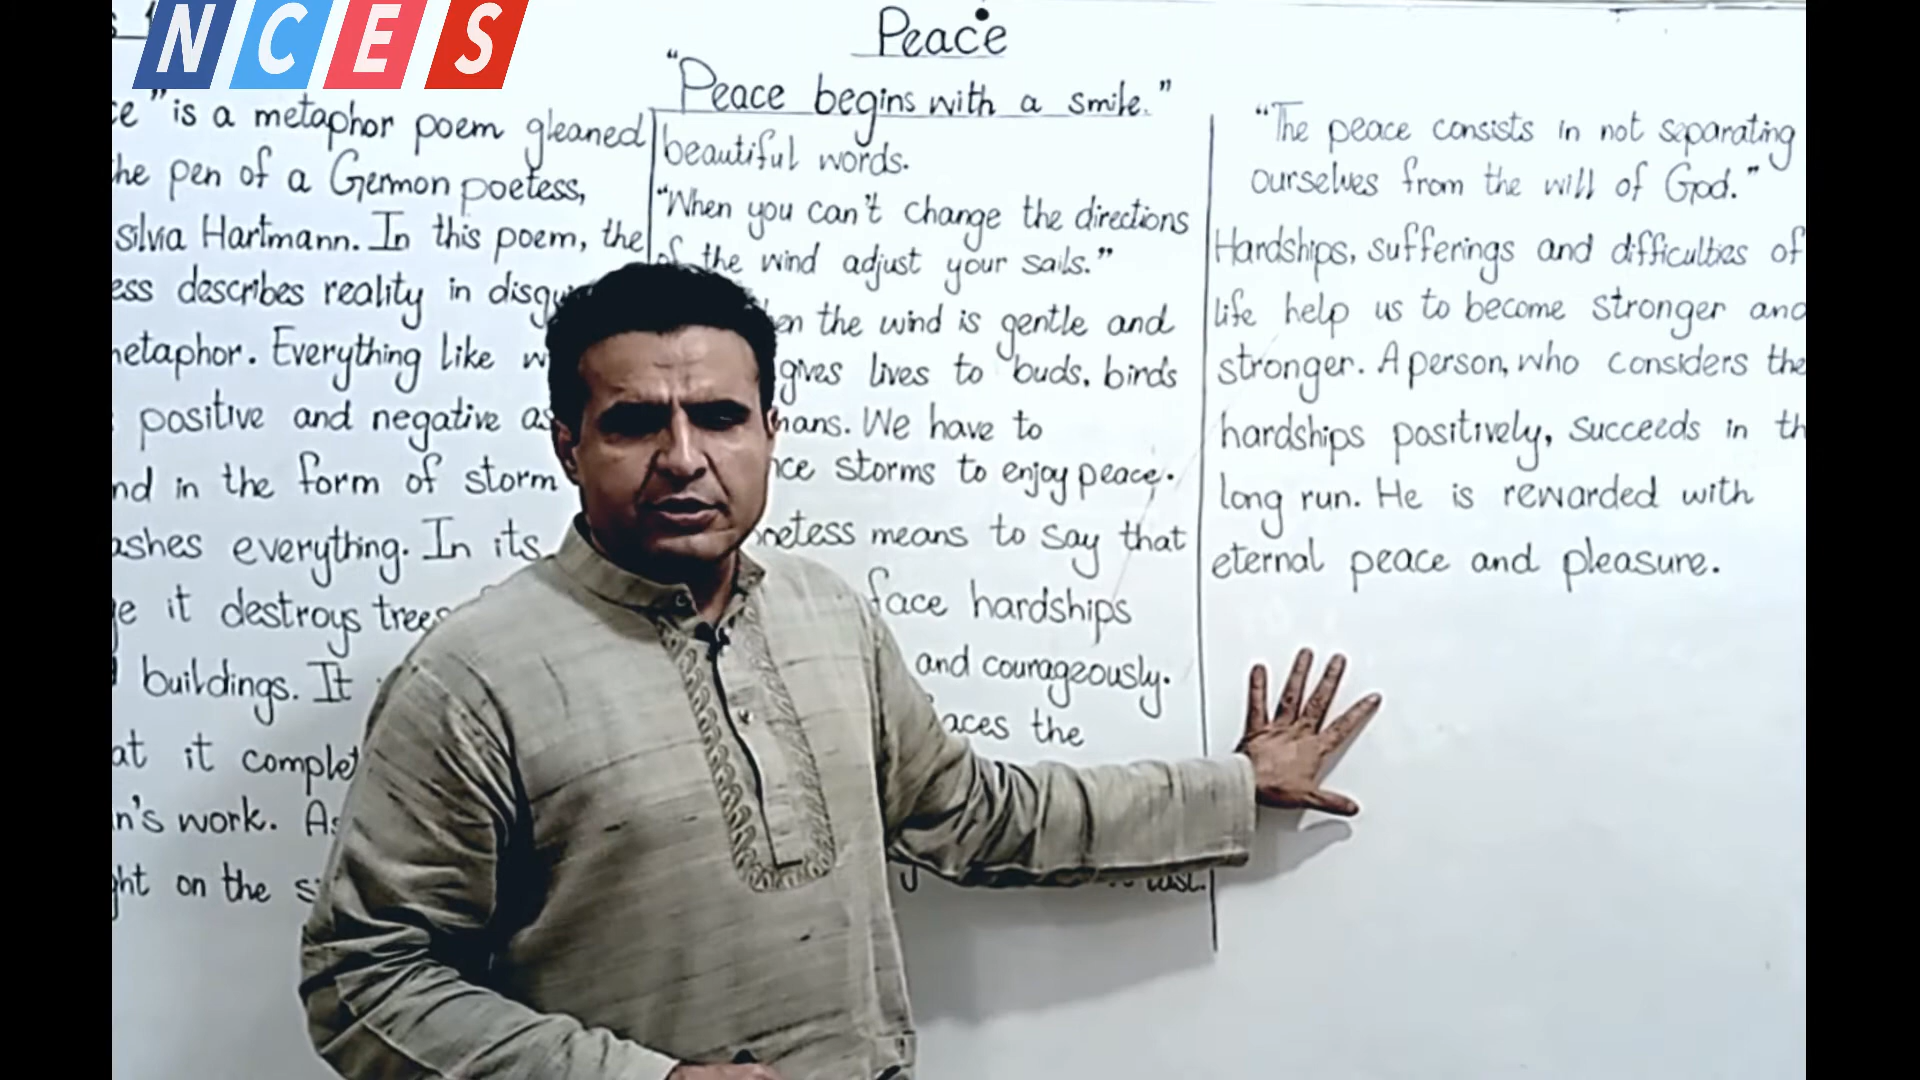 NCES
Peace
"Peace begins with a smile."
ce" is a metaphor poem gleaned
the pen of a German poetess,
silvia Hartmann. In this poem, the
ess describes reality in
metaphor. Everything like
positive and negative as
nd in the form of storm
ashes everything. In its
ge it destroys trees
buildings. It
at it complet
n's work. As
ght on the
beautiful words.
"When you can't change the directions
of the wind adjust your sails."
en the wind is gentle and
gives lives to buds, birds
mans. We have to
ce storms to enjoy peace.
oetess means to say that
face hardships
and courageously.
aces the
"The peace consists in not separating
ourselves from the will of God."
Hardships, sufferings and difficulties of
life help us to become stronger and
stronger. A person, who considers the
hardships positively, succeeds in th
long run. He is rewarded with
eternal peace and pleasure.